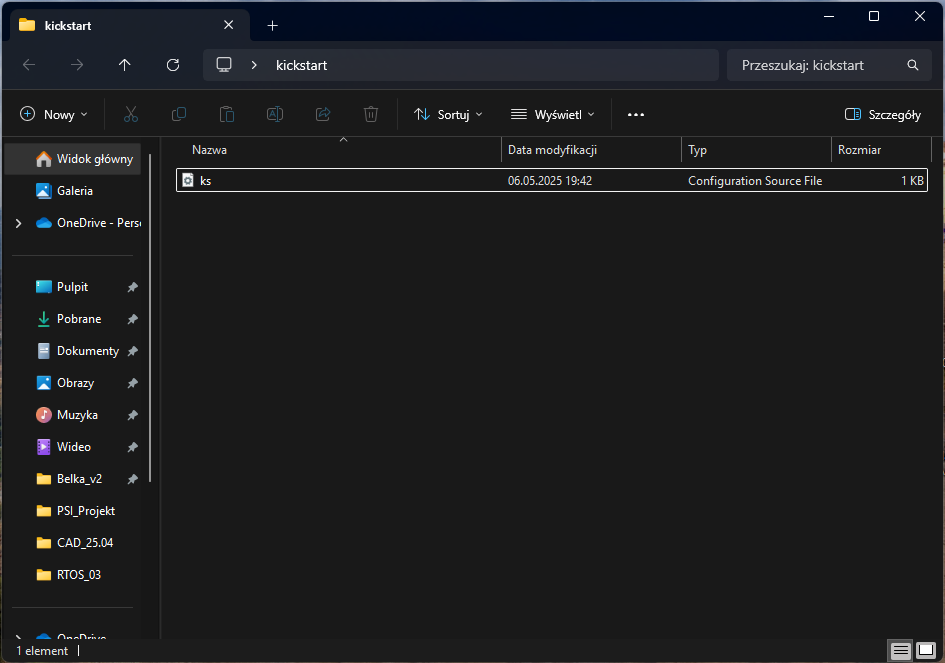 kickstart
kickstart
Przeszukaj: kickstart
Nowy
Sortuj
Wyświetl
Szczegóły
Nazwa
Data modyfikacji
Typ
Rozmiar
ks
06.05.2025 19:42
Configuration Source File
1 KB
Widok główny
Galeria
OneDrive - Pers
Pulpit
Pobrane
Dokumenty
Obrazy
Muzyka
Wideo
Belka_v2
PSI_Projekt
CAD_25.04
RTOS_03
OneDrive
1 element